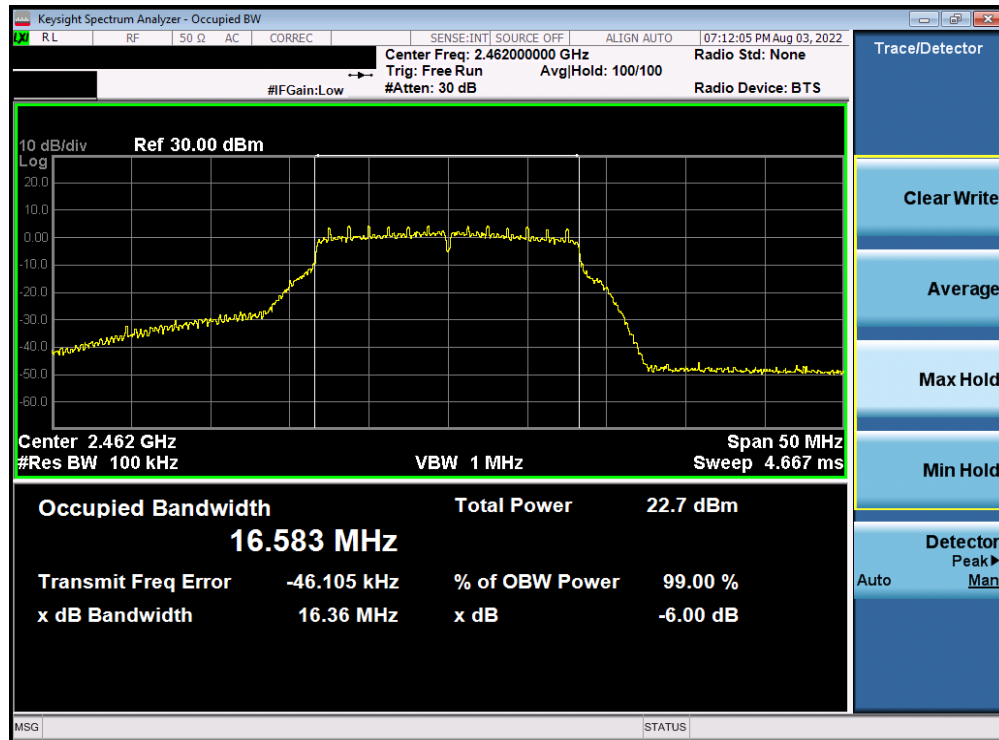 Keysight Spectrum Analyzer - Occupied BW
LXI RL RF 50 Ω AC CORREC SENSE:INT SOURCE OFF ALIGN AUTO 07:12:05 PM Aug 03, 2022
Center Freq: 2.462000000 GHz Radio Std: None
Trig: Free Run Avg|Hold: 100/100
#IFGain:Low #Atten: 30 dB Radio Device: BTS
10 dB/div Ref 30.00 dBm
Log
20.0
10.0
0.00
-10.0
-20.0
-30.0
-40.0
-50.0
-60.0
Center 2.462 GHz Span 50 MHz
#Res BW 100 kHz VBW 1 MHz Sweep 4.667 ms
Occupied Bandwidth Total Power 22.7 dBm
16.583 MHz
Transmit Freq Error -46.105 kHz % of OBW Power 99.00 %
x dB Bandwidth 16.36 MHz x dB -6.00 dB
MSG STATUS
Trace/Detector
Clear Write
Average
Max Hold
Min Hold
Detector
Peak▶
Auto Man